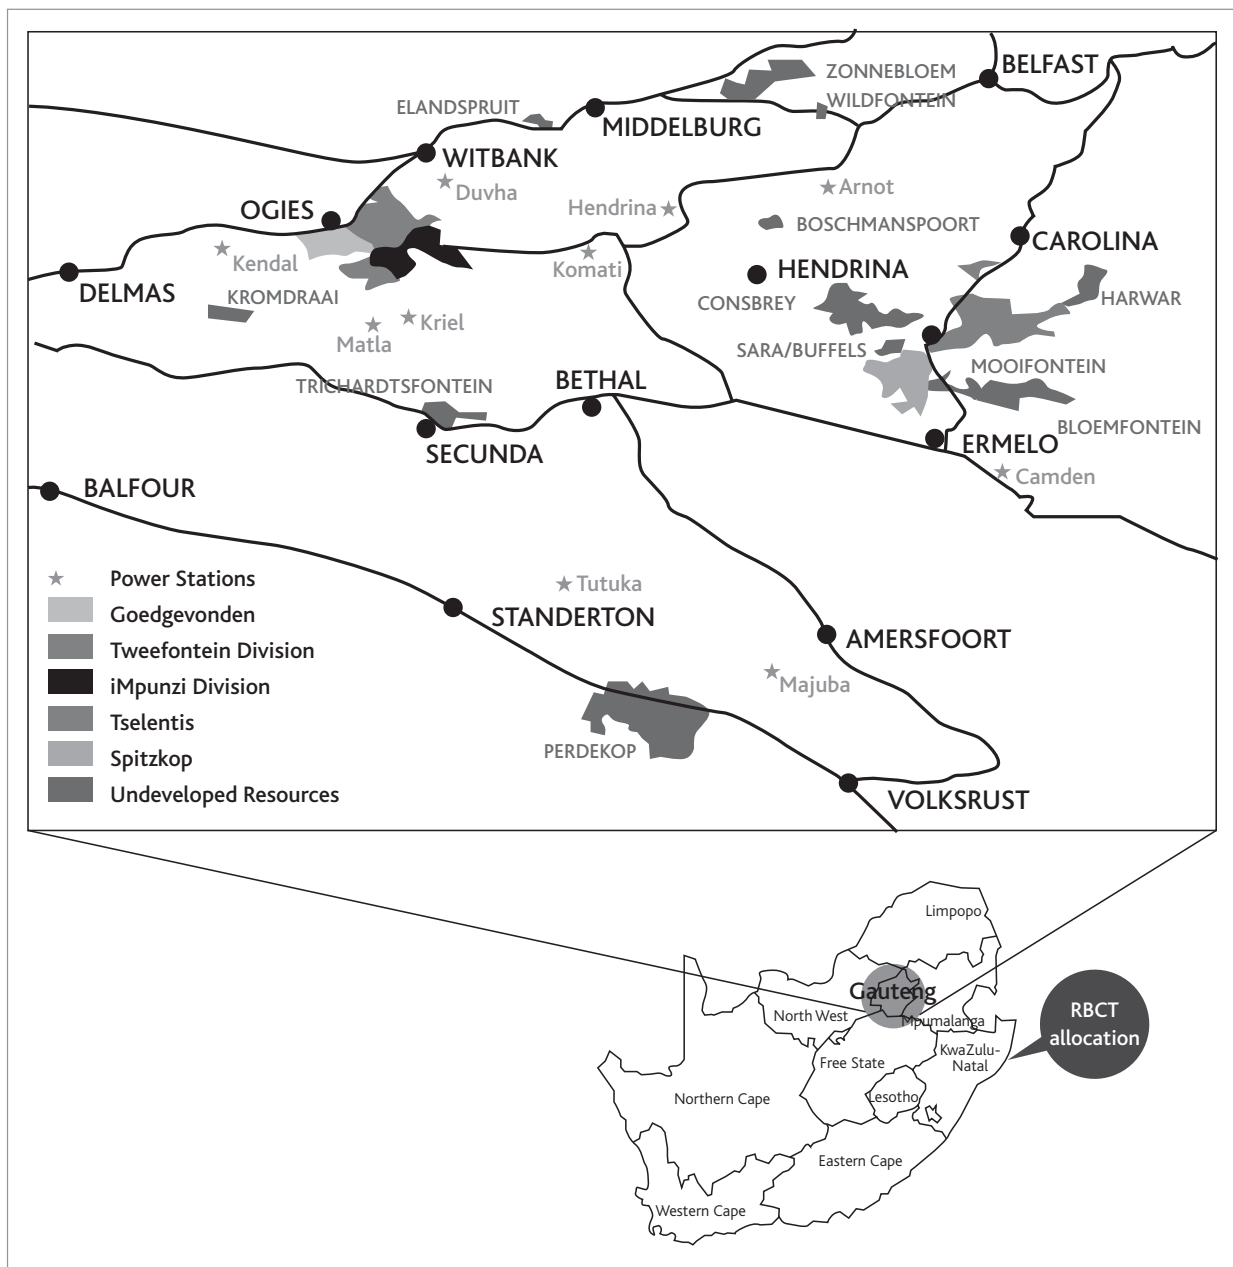 ZONNEBLOEM
BELFAST
ELANDSPRUIT
WILDFONTEIN
MIDDELBURG
WITBANK
Duvha
Arnot
Hendrina
OGIES
BOSCHMANSPOORT
CAROLINA
Kendal
Komati
HENDRINA
DELMAS
KROMDRAAI
CONSBREY
HARWAR
Kriel
Matla
SARA/BUFFELS
MOOIFONTEIN
TRICHARDTSFONTEIN
BETHAL
BLOEMFONTEIN
SECUNDA
ERMELO
Camden
BALFOUR
Power Stations
Goedgevonden
Tweefontein Division
iMpunzi Division
Tselentis
Spitzkop
Undeveloped Resources
Tutuka
STANDERTON
AMERSFOORT
Majuba
PERDEKOP
VOLKSRUST
Limpopo
Gauteng
North West
Mpumalanga
RBCT
allocation
Free State
KwaZulu-
Natal
Northern Cape
Lesotho
Eastern Cape
Western Cape